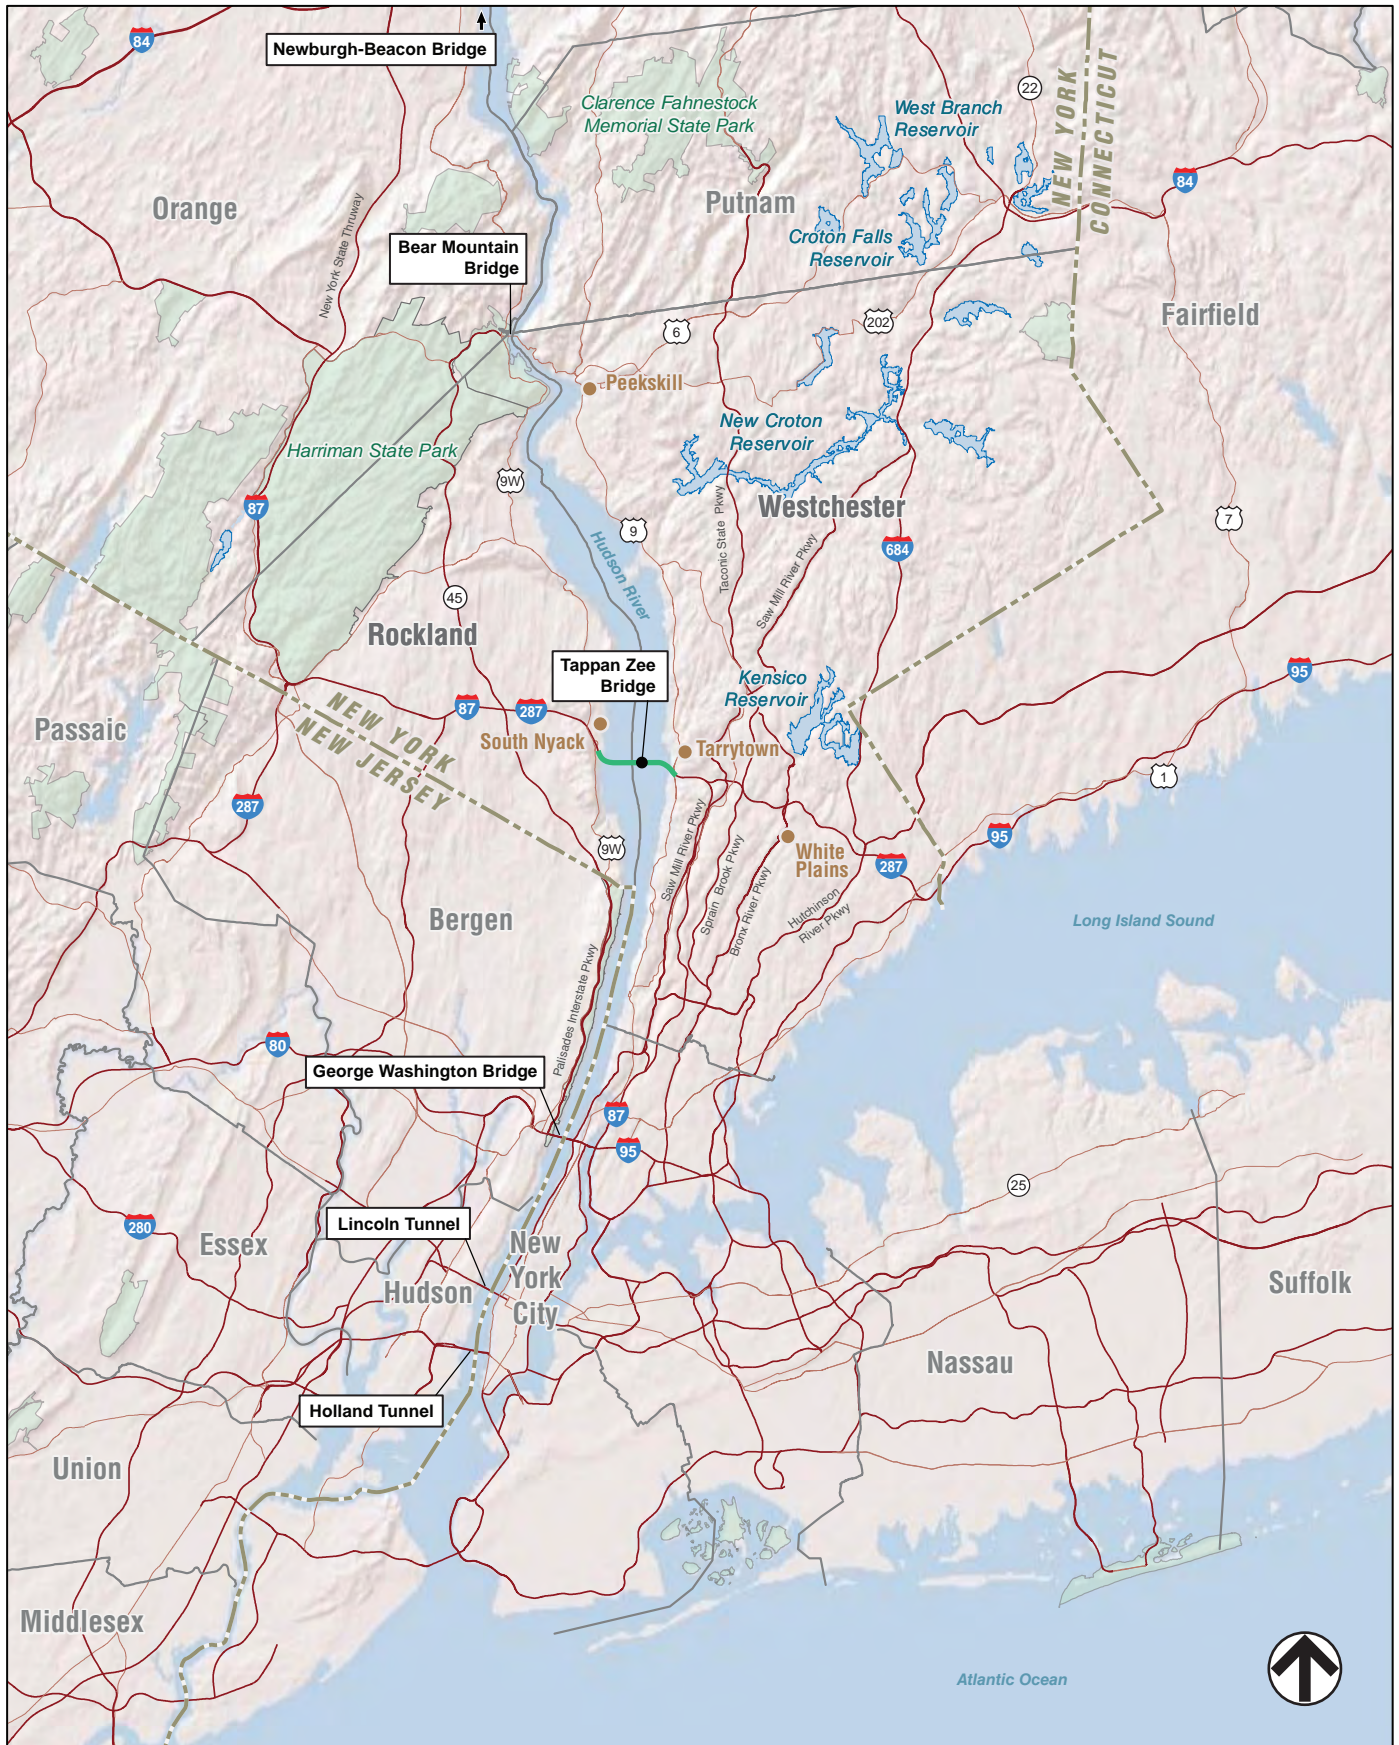 84
Newburgh-Beacon Bridge
Clarence Fahnestock
Memorial State Park
22
West Branch
Reservoir
NEW YORK
CONNECTICUT
84
Orange
Putnam
New York State Thruway
Bear Mountain
Bridge
Croton Falls
Reservoir
Fairfield
6
202
Peekskill
New Croton
Reservoir
Harriman State Park
9W
87
Westchester
Taconic State Pkwy
9
7
Hudson River
Saw Mill River Pkwy
684
45
Rockland
Tappan Zee
Bridge
Kensico
Reservoir
95
NEW YORK
NEW JERSEY
87
287
Passaic
South Nyack
Tarrytown
1
287
9W
Saw Mill River Pkwy
Sprain Brook Pkwy
Bronx River Pkwy
White
Plains
95
287
Hutchinson
River Pkwy
Bergen
Long Island Sound
Palisades Interstate Pkwy
80
George Washington Bridge
87
95
25
Lincoln Tunnel
280
Essex
New
York
City
Hudson
Suffolk
Nassau
Holland Tunnel
Union
Middlesex
Atlantic Ocean